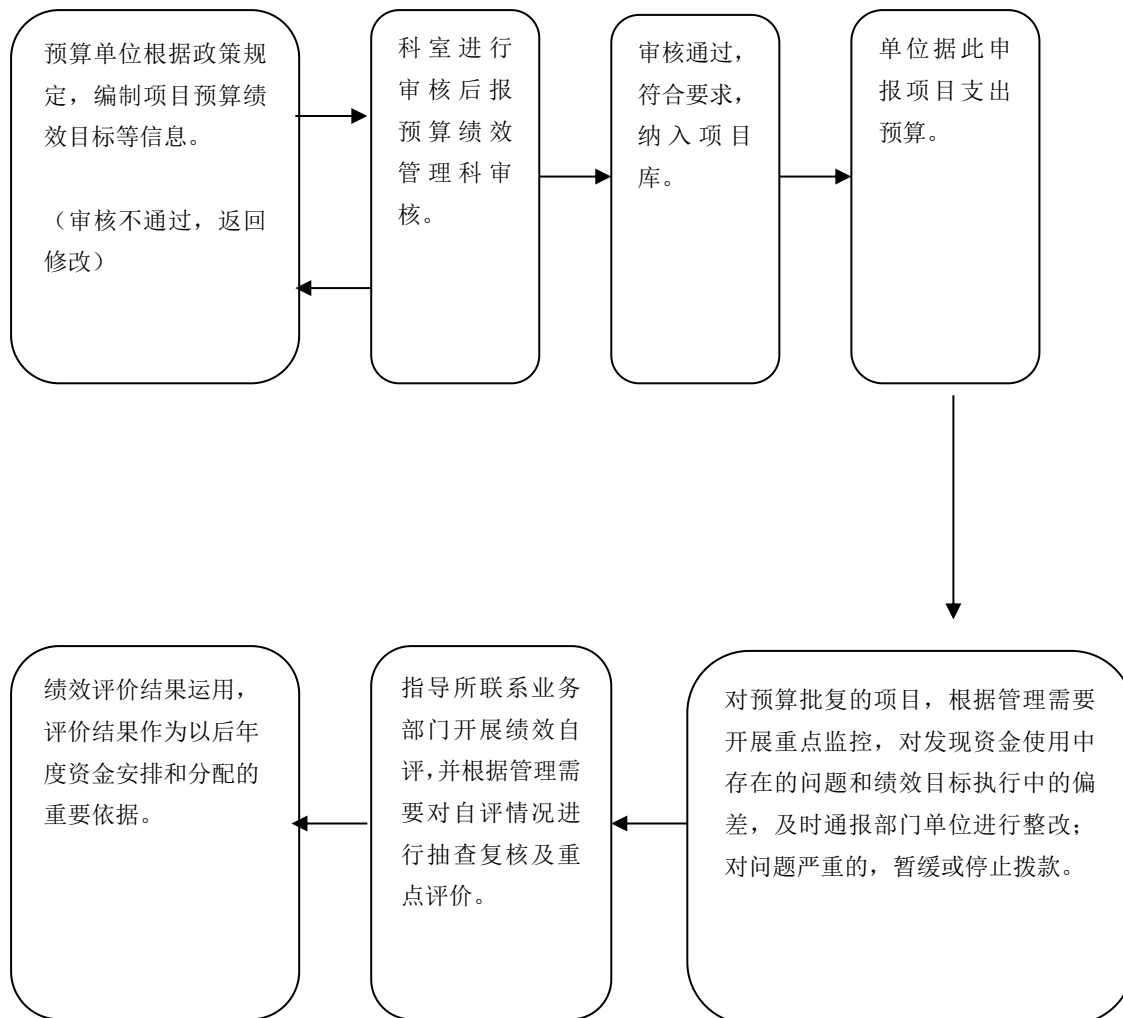 预算单位根据政策规
定，编制项目预算绩
效目标等信息。
（审核不通过，返回
修改）
科室进行
审核后报
预算绩效
管理科审
核。
审核通过，
符合要求，
纳入项目
库。
单位据此申
报项目支出
预算。
对预算批复的项目，根据管理需要
开展重点监控，对发现资金使用中
存在的问题和绩效目标执行中的偏
差，及时通报部门单位进行整改；
对问题严重的，暂缓或停止拨款。
指导所联系业务
部门开展绩效自
评，并根据管理需
要对自评情况进
行抽查复核及重
点评价。
绩效评价结果运用，
评价结果作为以后年
度资金安排和分配的
重要依据。